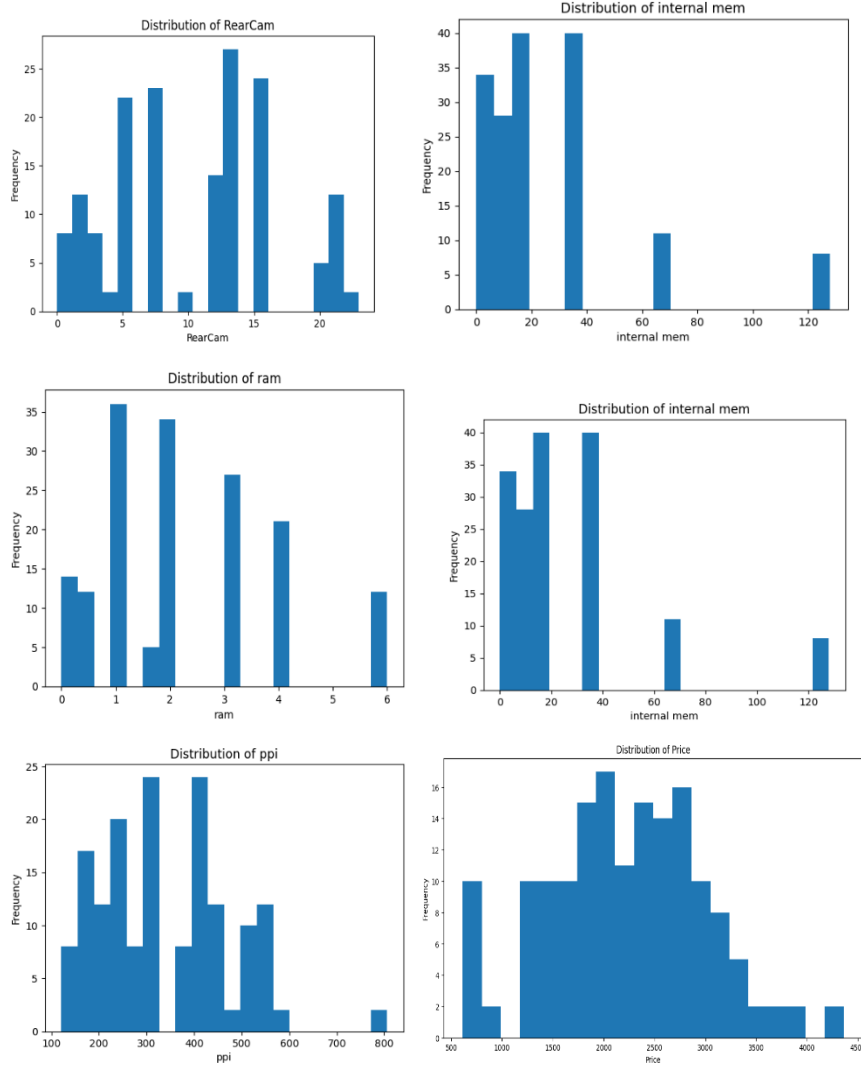 Distribution of RearCam
Frequency
25
20
15
10
5
0
0 5 10 15 20
RearCam
Distribution of internal mem
Frequency
40
35
30
25
20
15
10
5
0
0 20 40 60 80 100 120
internal mem
Distribution of ram
Frequency
35
30
25
20
15
10
5
0
0 1 2 3 4 5 6
ram
Distribution of internal mem
Frequency
40
35
30
25
20
15
10
5
0
0 20 40 60 80 100 120
internal mem
Distribution of ppi
Frequency
25
20
15
10
5
0
100 200 300 400 500 600 700 800
ppi
Distribution of Price
Frequency
16
14
12
10
8
6
4
2
0
500 1000 1500 2000 2500 3000 3500 4000
Price